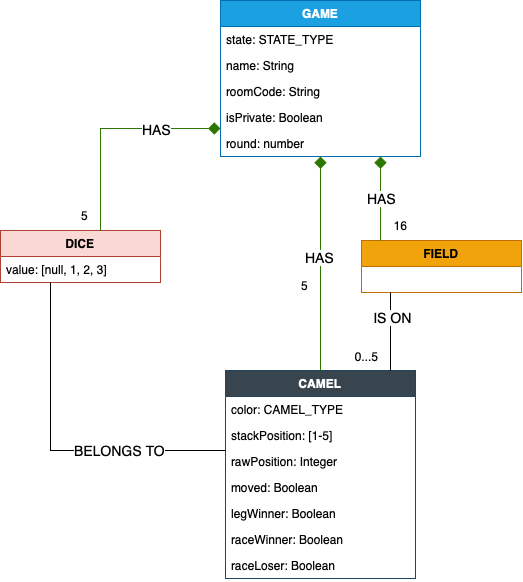 GAME
state: STATE_TYPE
name: String
roomCode: String
isPrivate: Boolean
round: number
HAS
5
HAS
16
DICE
value: [null, 1, 2, 3]
HAS
5
FIELD
IS ON
0...5
CAMEL
color: CAMEL_TYPE
stackPosition: [1-5]
rawPosition: Integer
moved: Boolean
legWinner: Boolean
raceWinner: Boolean
raceLoser: Boolean
BELONGS TO